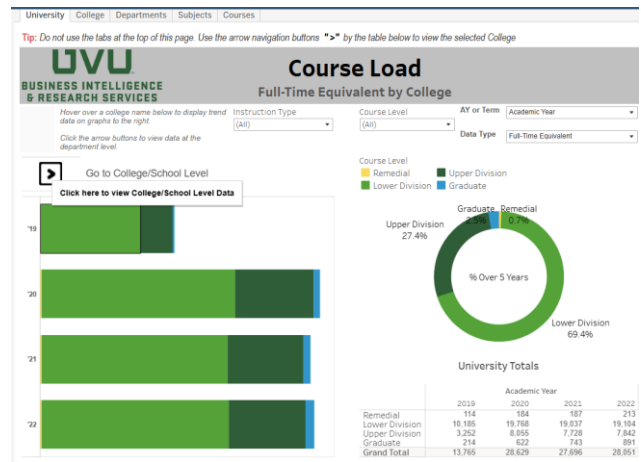 University College Departments Subjects Courses
Tip: Do not use the tabs at the top of this page. Use the arrow navigation buttons ">" by the table below to view the selected College
UVU
BUSINESS INTELLIGENCE
& RESEARCH SERVICES
Course Load
Full-Time Equivalent by College
Hover over a college name below to display trend
data on graphs to the right.
Click the arrow buttons to view data at the
department level.
Instruction Type
(All)
Course Level
(All)
AY or Term Academic Year
Data Type Full-Time Equivalent
> Go to College/School Level
Click here to view College/School Level Data
Course Level
Remedial Upper Division
Lower Division Graduate
'19
'20
'21
'22
Graduate Remedial
2.5% 0.7%
Upper Division
27.4%
% Over 5 Years
Lower Division
69.4%
University Totals
Academic Year
2019 2020 2021 2022
Remedial 114 184 187 213
Lower Division 10,185 19,768 19,037 19,104
Upper Division 3,252 8,055 7,728 7,842
Graduate 214 622 743 891
Grand Total 13,765 28,629 27,696 28,051